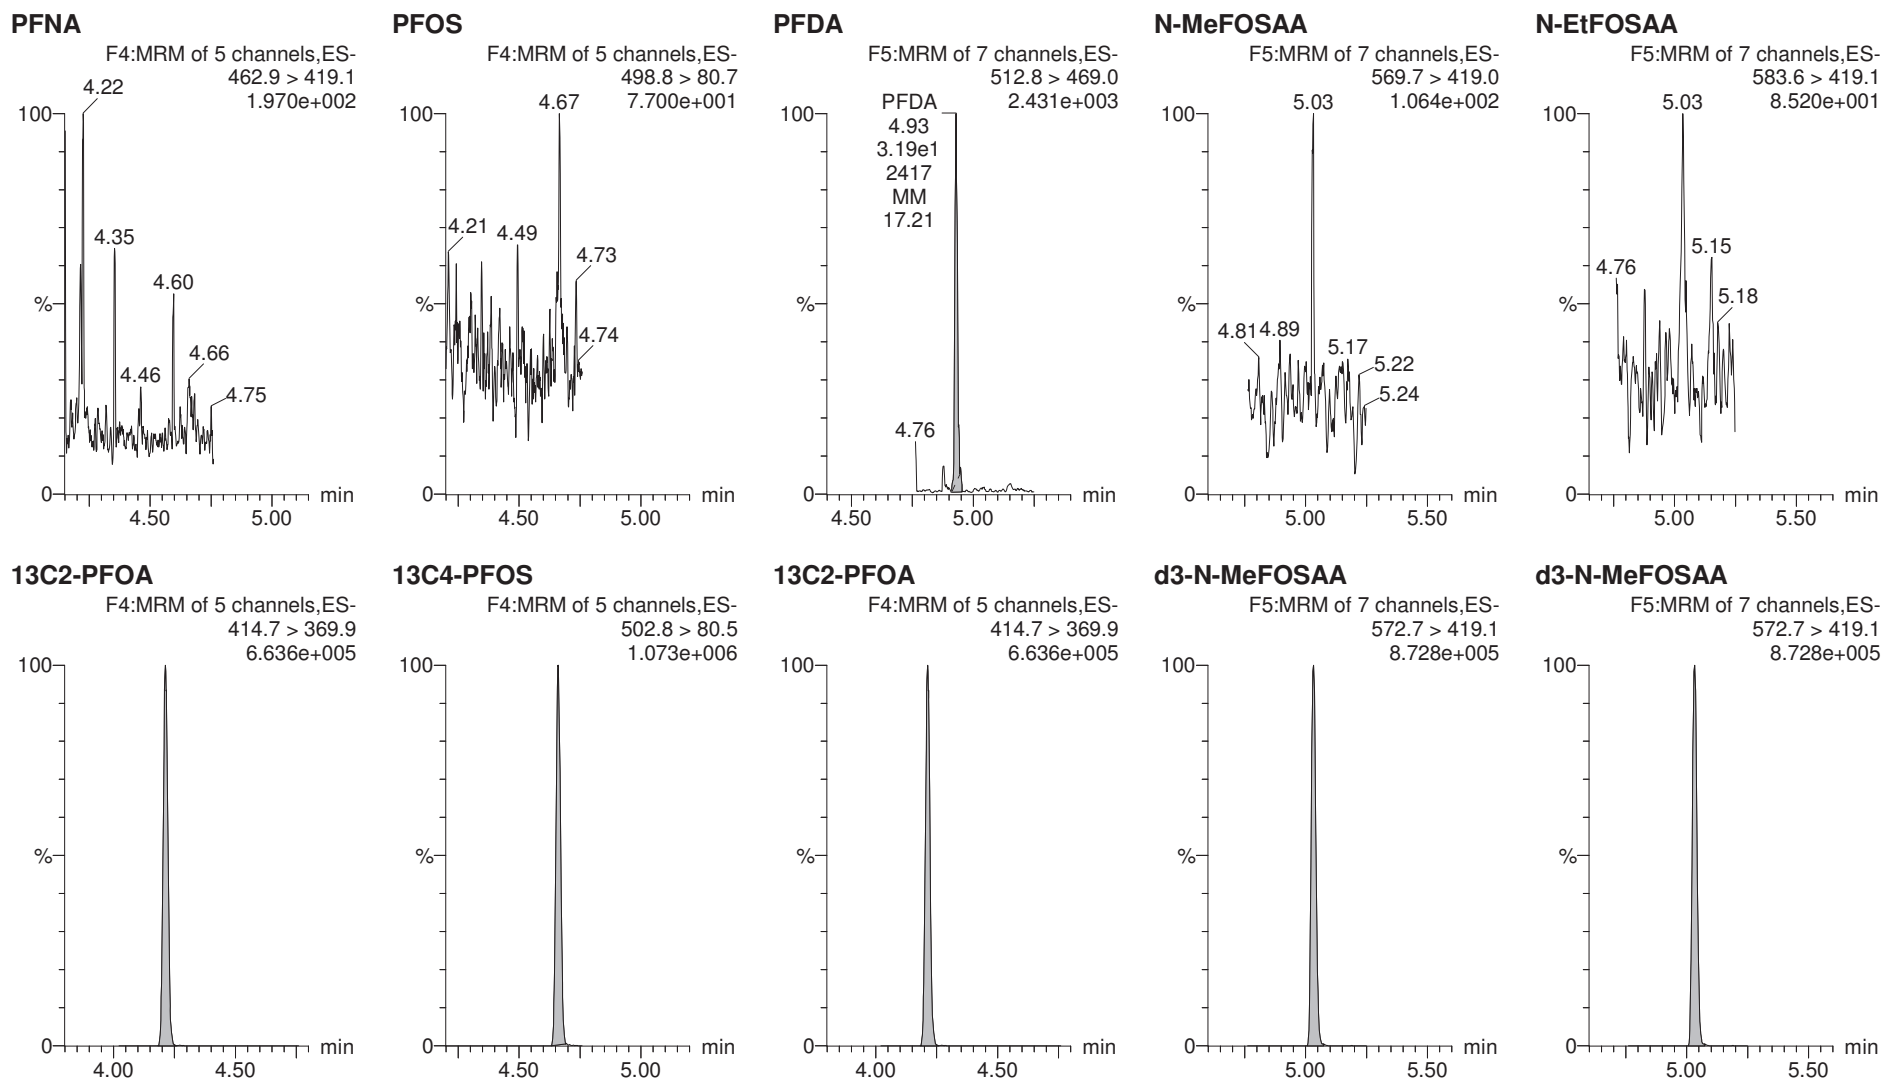 PFNA
F4:MRM of 5 channels,ES-
462.9 > 419.1
1.970e+002
4.22
100
4.35
%
4.60
4.46
4.66
4.75
0
min
4.50 5.00
PFOS
F4:MRM of 5 channels,ES-
498.8 > 80.7
7.700e+001
4.67
100
4.21
4.49
4.73
%
4.74
0
min
4.50 5.00
PFDA
F5:MRM of 7 channels,ES-
512.8 > 469.0
2.431e+003
PFDA
100
4.93
3.19e1
2417
MM
17.21
%
4.76
0
min
4.50 5.00
N-MeFOSAA
F5:MRM of 7 channels,ES-
569.7 > 419.0
1.064e+002
5.03
100
%
4.81 4.89
5.17
5.22
5.24
0
min
5.00 5.50
N-EtFOSAA
F5:MRM of 7 channels,ES-
583.6 > 419.1
8.520e+001
5.03
100
5.15
4.76
5.18
%
0
min
5.00 5.50
13C2-PFOA
F4:MRM of 5 channels,ES-
414.7 > 369.9
6.636e+005
100
%
0
min
4.00 4.50
13C4-PFOS
F4:MRM of 5 channels,ES-
502.8 > 80.5
1.073e+006
100
%
0
min
4.50 5.00
13C2-PFOA
F4:MRM of 5 channels,ES-
414.7 > 369.9
6.636e+005
100
%
0
min
4.00 4.50
d3-N-MeFOSAA
F5:MRM of 7 channels,ES-
572.7 > 419.1
8.728e+005
100
%
0
min
5.00 5.50
d3-N-MeFOSAA
F5:MRM of 7 channels,ES-
572.7 > 419.1
8.728e+005
100
%
0
min
5.00 5.50